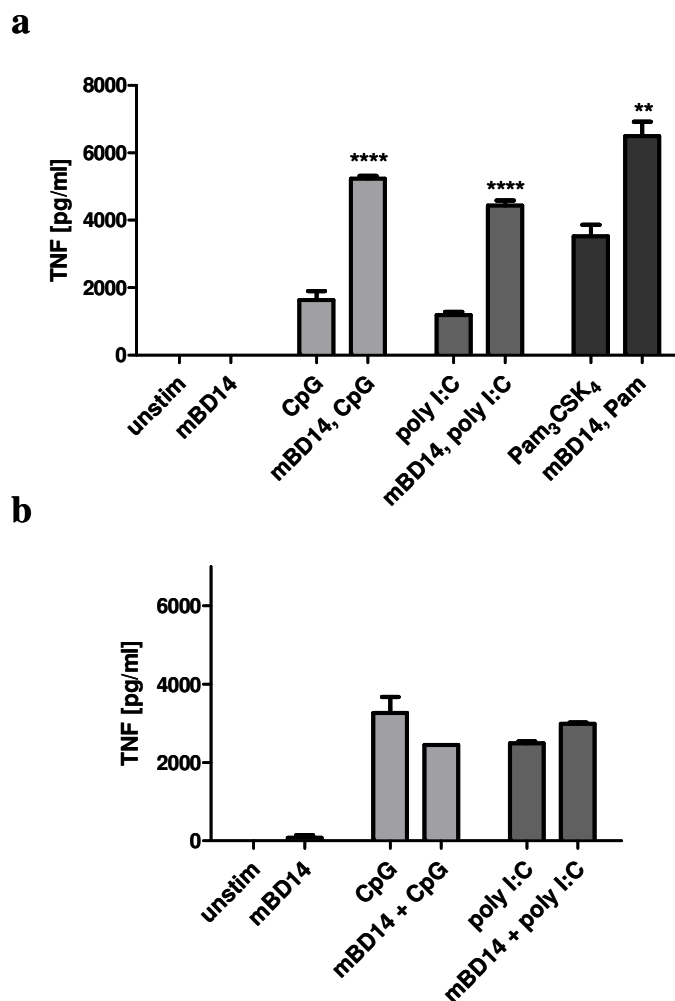 a
8000
6000
4000
2000
0
TNF [pg/ml]
****
****
**
unstim
mBD14
CpG
mBD14, CpG
poly I:C
mBD14, poly I:C
Pam₃CSK₄
mBD14, Pam
b
6000
4000
2000
0
TNF [pg/ml]
unstim
mBD14
CpG
mBD14 + CpG
poly I:C
mBD14 + poly I:C